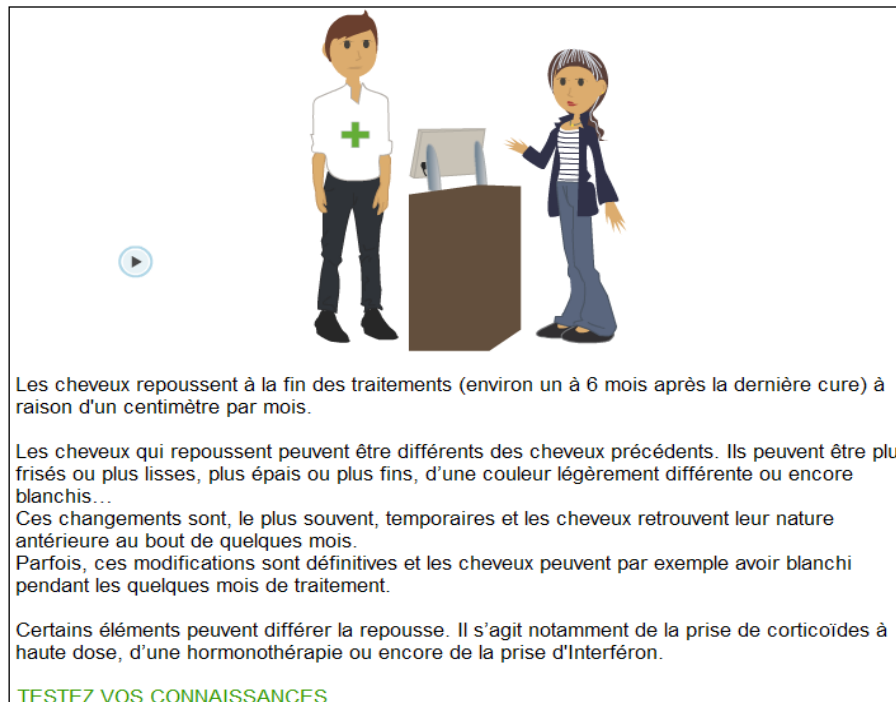 Les cheveux repoussent à la fin des traitements (environ un à 6 mois après la dernière cure) à
raison d'un centimètre par mois.
Les cheveux qui repoussent peuvent être différents des cheveux précédents. Ils peuvent être plu
frisés ou plus lisses, plus épais ou plus fins, d’une couleur légèrement différente ou encore
blanchis…
Ces changements sont, le plus souvent, temporaires et les cheveux retrouvent leur nature
antérieure au bout de quelques mois.
Parfois, ces modifications sont définitives et les cheveux peuvent par exemple avoir blanchi
pendant les quelques mois de traitement.
Certains éléments peuvent différer la repousse. Il s’agit notamment de la prise de corticoïdes à
haute dose, d’une hormonothérapie ou encore de la prise d'Interféron.
TESTEZ VOS CONNAISSANCES